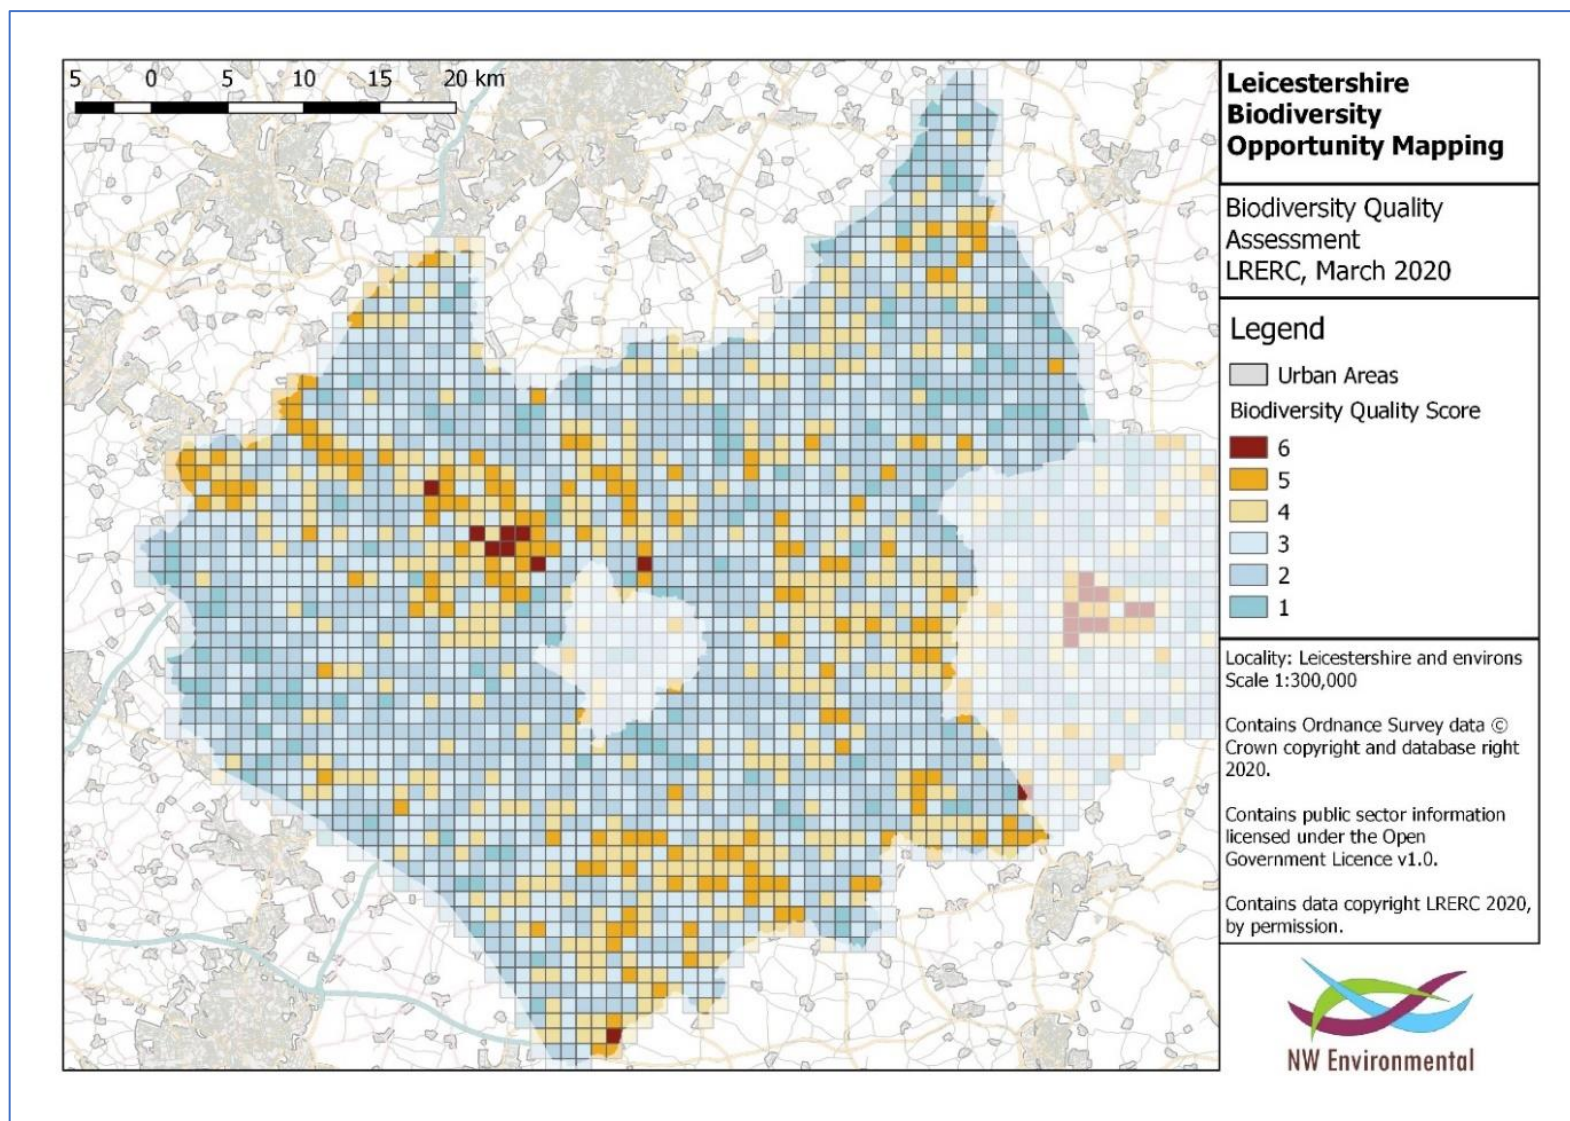 5 0 5 10 15 20 km
Leicestershire
Biodiversity
Opportunity Mapping
Biodiversity Quality
Assessment
LRERC, March 2020
Legend
Urban Areas
Biodiversity Quality Score
6
5
4
3
2
1
Locality: Leicestershire and environs
Scale 1:300,000
Contains Ordnance Survey data ©
Crown copyright and database right
2020.
Contains public sector information
licensed under the Open
Government Licence v1.0.
Contains data copyright LRERC 2020,
by permission.
NW Environmental